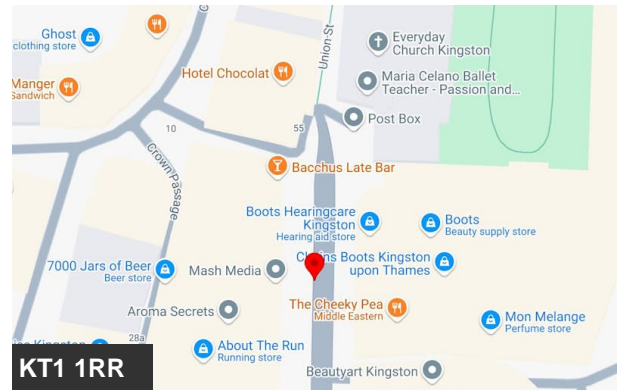 Ghost
clothing store
Union St
Everyday
Church Kingston
Manger
Sandwich
Hotel Chocolat
Maria Celano Ballet
Teacher - Passion and...
Post Box
10
55
Crown Passage
Bacchus Late Bar
Boots Hearingcare
Kingston
Hearing aid store
Boots
Beauty supply store
7000 Jars of Beer
Beer store
Mash Media
Boots Kingston
upon Thames
Aroma Secrets
The Cheeky Pea
Middle Eastern
Mon Melange
Perfume store
28a
About The Run
Running store
Beautyart Kingston
KT1 1RR